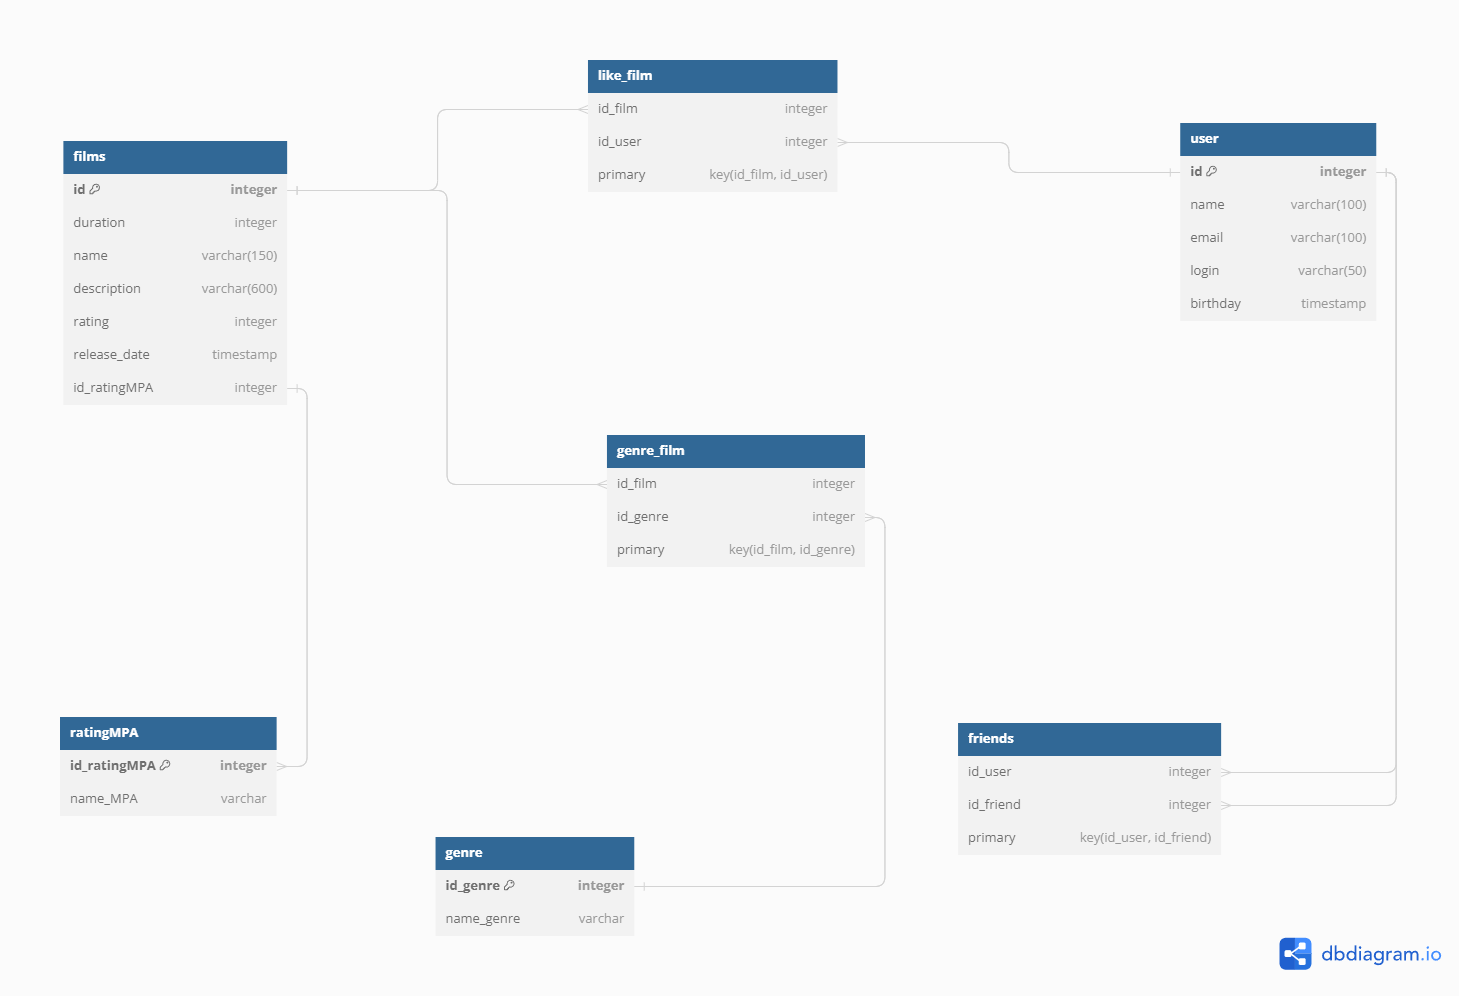 like_film
id_film integer
id_user integer
primary key(id_film, id_user)
films
id integer
duration integer
name varchar(150)
description varchar(600)
rating integer
release_date timestamp
id_ratingMPA integer
user
id integer
name varchar(100)
email varchar(100)
login varchar(50)
birthday timestamp
genre_film
id_film integer
id_genre integer
primary key(id_film, id_genre)
ratingMPA
id_ratingMPA integer
name_MPA varchar
friends
id_user integer
id_friend integer
primary key(id_user, id_friend)
genre
id_genre integer
name_genre varchar
dbdiagram.io